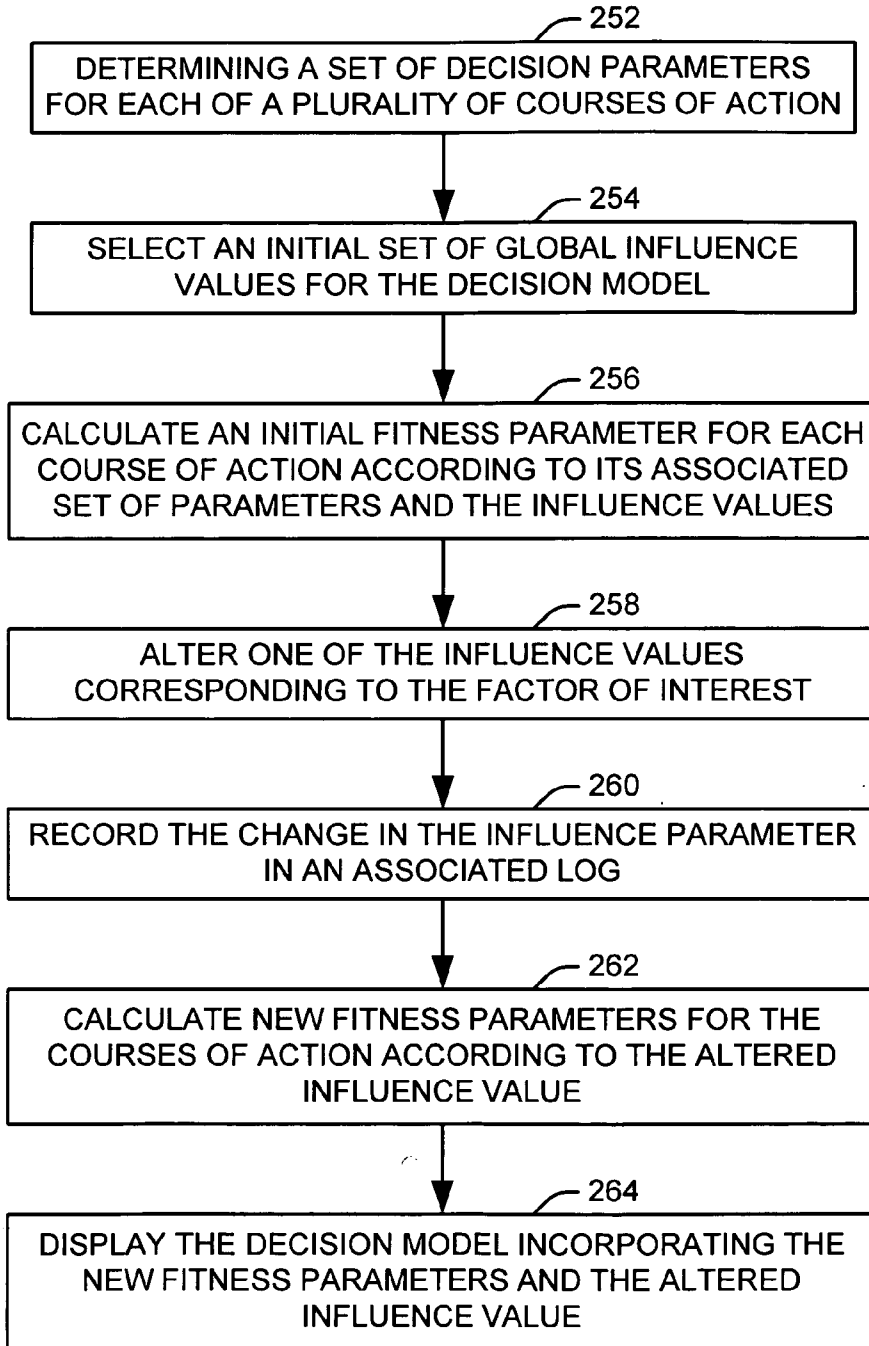 252
DETERMINING A SET OF DECISION PARAMETERS
FOR EACH OF A PLURALITY OF COURSES OF ACTION
254
SELECT AN INITIAL SET OF GLOBAL INFLUENCE
VALUES FOR THE DECISION MODEL
256
CALCULATE AN INITIAL FITNESS PARAMETER FOR EACH
COURSE OF ACTION ACCORDING TO ITS ASSOCIATED
SET OF PARAMETERS AND THE INFLUENCE VALUES
258
ALTER ONE OF THE INFLUENCE VALUES
CORRESPONDING TO THE FACTOR OF INTEREST
260
RECORD THE CHANGE IN THE INFLUENCE PARAMETER
IN AN ASSOCIATED LOG
262
CALCULATE NEW FITNESS PARAMETERS FOR THE
COURSES OF ACTION ACCORDING TO THE ALTERED
INFLUENCE VALUE
264
DISPLAY THE DECISION MODEL INCORPORATING THE
NEW FITNESS PARAMETERS AND THE ALTERED
INFLUENCE VALUE